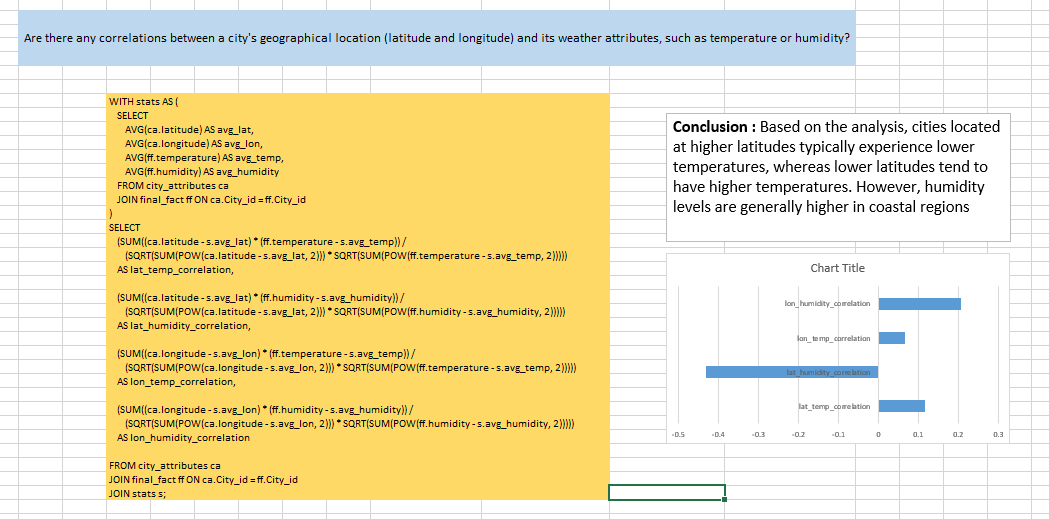 Are there any correlations between a city's geographical location (latitude and longitude) and its weather attributes, such as temperature or humidity?
WITH stats AS (
SELECT
AVG(ca.latitude) AS avg_lat,
AVG(ca.longitude) AS avg_lon,
AVG(ff.temperature) AS avg_temp,
AVG(ff.humidity) AS avg_humidity
FROM city_attributes ca
JOIN final_fact ff ON ca.City_id = ff.City_id
)
SELECT
(SUM((ca.latitude - s.avg_lat) * (ff.temperature - s.avg_temp)) /
(SQRT(SUM(POW(ca.latitude - s.avg_lat, 2))) * SQRT(SUM(POW(ff.temperature - s.avg_temp, 2)))))
AS lat_temp_correlation,
(SUM((ca.latitude - s.avg_lat) * (ff.humidity - s.avg_humidity)) /
(SQRT(SUM(POW(ca.latitude - s.avg_lat, 2))) * SQRT(SUM(POW(ff.humidity - s.avg_humidity, 2)))))
AS lat_humidity_correlation,
(SUM((ca.longitude - s.avg_lon) * (ff.temperature - s.avg_temp)) /
(SQRT(SUM(POW(ca.longitude - s.avg_lon, 2))) * SQRT(SUM(POW(ff.temperature - s.avg_temp, 2)))))
AS lon_temp_correlation,
(SUM((ca.longitude - s.avg_lon) * (ff.humidity - s.avg_humidity)) /
(SQRT(SUM(POW(ca.longitude - s.avg_lon, 2))) * SQRT(SUM(POW(ff.humidity - s.avg_humidity, 2)))))
AS lon_humidity_correlation
FROM city_attributes ca
JOIN final_fact ff ON ca.City_id = ff.City_id
JOIN stats s;
Conclusion : Based on the analysis, cities located
at higher latitudes typically experience lower
temperatures, whereas lower latitudes tend to
have higher temperatures. However, humidity
levels are generally higher in coastal regions
Chart Title
lon_humidity_correlation
lon_temp_correlation
lat_humidity_correlation
lat_temp_correlation
-0.5 -0.4 -0.3 -0.2 -0.1 0 0.1 0.2 0.3